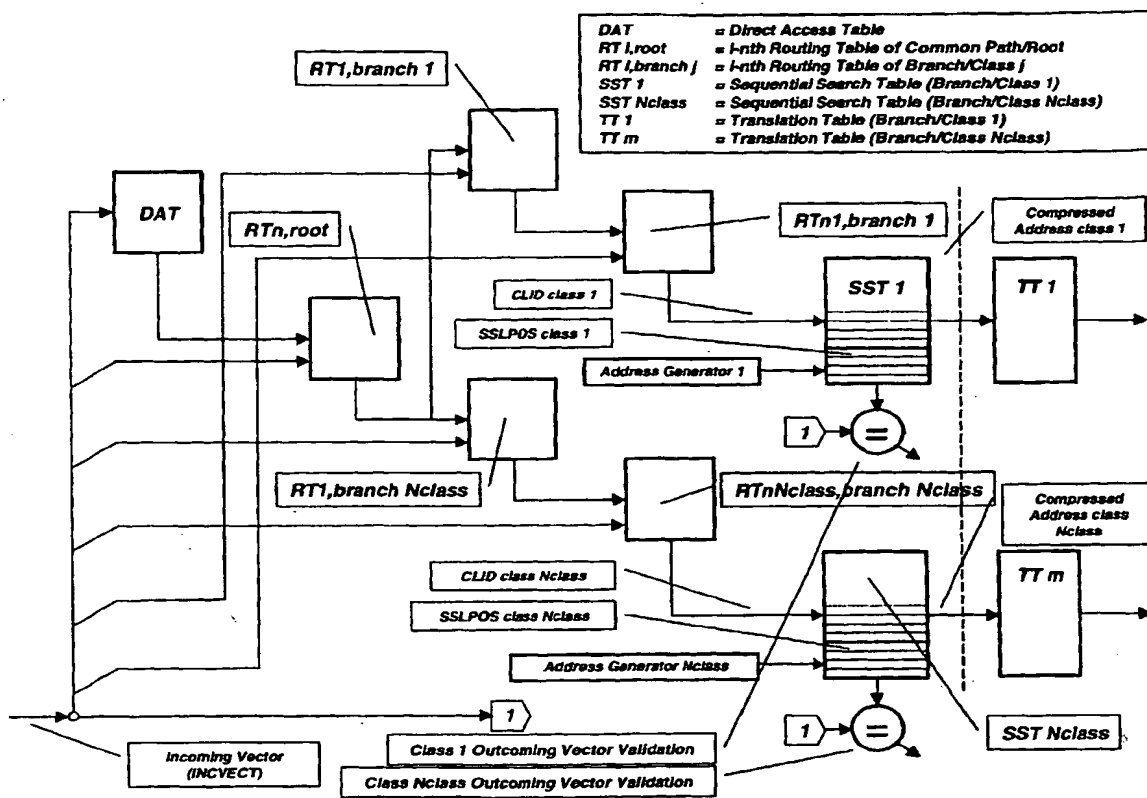 DAT = Direct Access Table
RT i,root = i-nth Routing Table of Common Path/Root
RT i,branch j = i-nth Routing Table of Branch/Class j
SST 1 = Sequential Search Table (Branch/Class 1)
SST Nclass = Sequential Search Table (Branch/Class Nclass)
TT 1 = Translation Table (Branch/Class 1)
TT m = Translation Table (Branch/Class Nclass)
RT1,branch 1
DAT
RTn,root
RTn1,branch 1
Compressed
Address class 1
CLID class 1
SST 1
TT 1
SSLPOS class 1
Address Generator 1
1
=
RT1,branch Nclass
RTnNclass,branch Nclass
Compressed
Address class
Nclass
CLID class Nclass
TT m
SSLPOS class Nclass
Address Generator Nclass
1
1
=
Incoming Vector
(INCVECT)
Class 1 Outcoming Vector Validation
SST Nclass
Class Nclass Outcoming Vector Validation